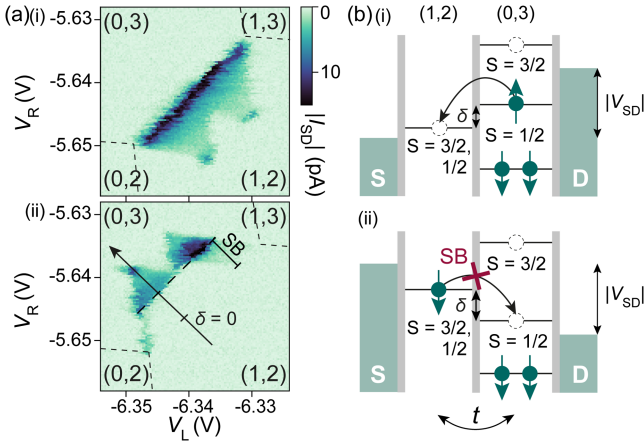 (a)(i)
(0,3)
(1,3)
-5.63
-5.64
-5.65
V_R (V)
(0,2)
(1,2)
0
10
|I_SD| (pA)
(ii)
(0,3)
(1,3)
-5.63
-5.64
-5.65
V_R (V)
SB
δ = 0
(0,2)
(1,2)
-6.35
-6.34
-6.33
V_L (V)
(b)(i)
(1,2)
(0,3)
S = 3/2
δ
S = 3/2,
1/2
S = 1/2
|V_SD|
S
D
(ii)
SB
S = 3/2
δ
S = 3/2,
1/2
S = 1/2
|V_SD|
S
D
t